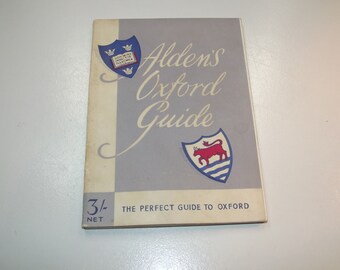 Alden's
Oxford
Guide
3/-
NET
THE PERFECT GUIDE TO OXFORD